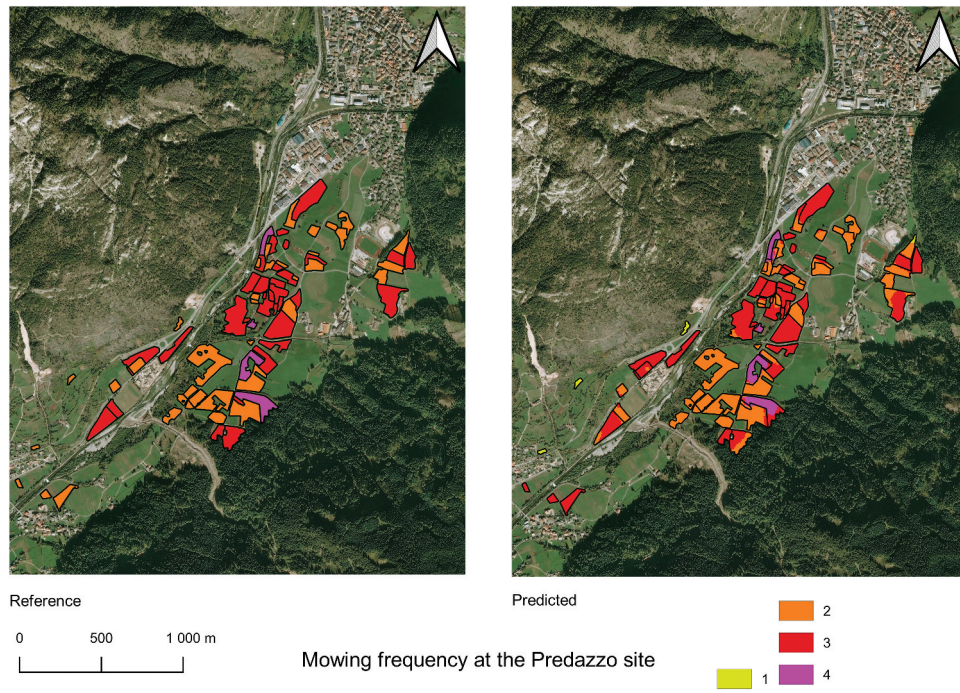 Reference
Predicted
0 500 1 000 m
Mowing frequency at the Predazzo site
1
2
3
4